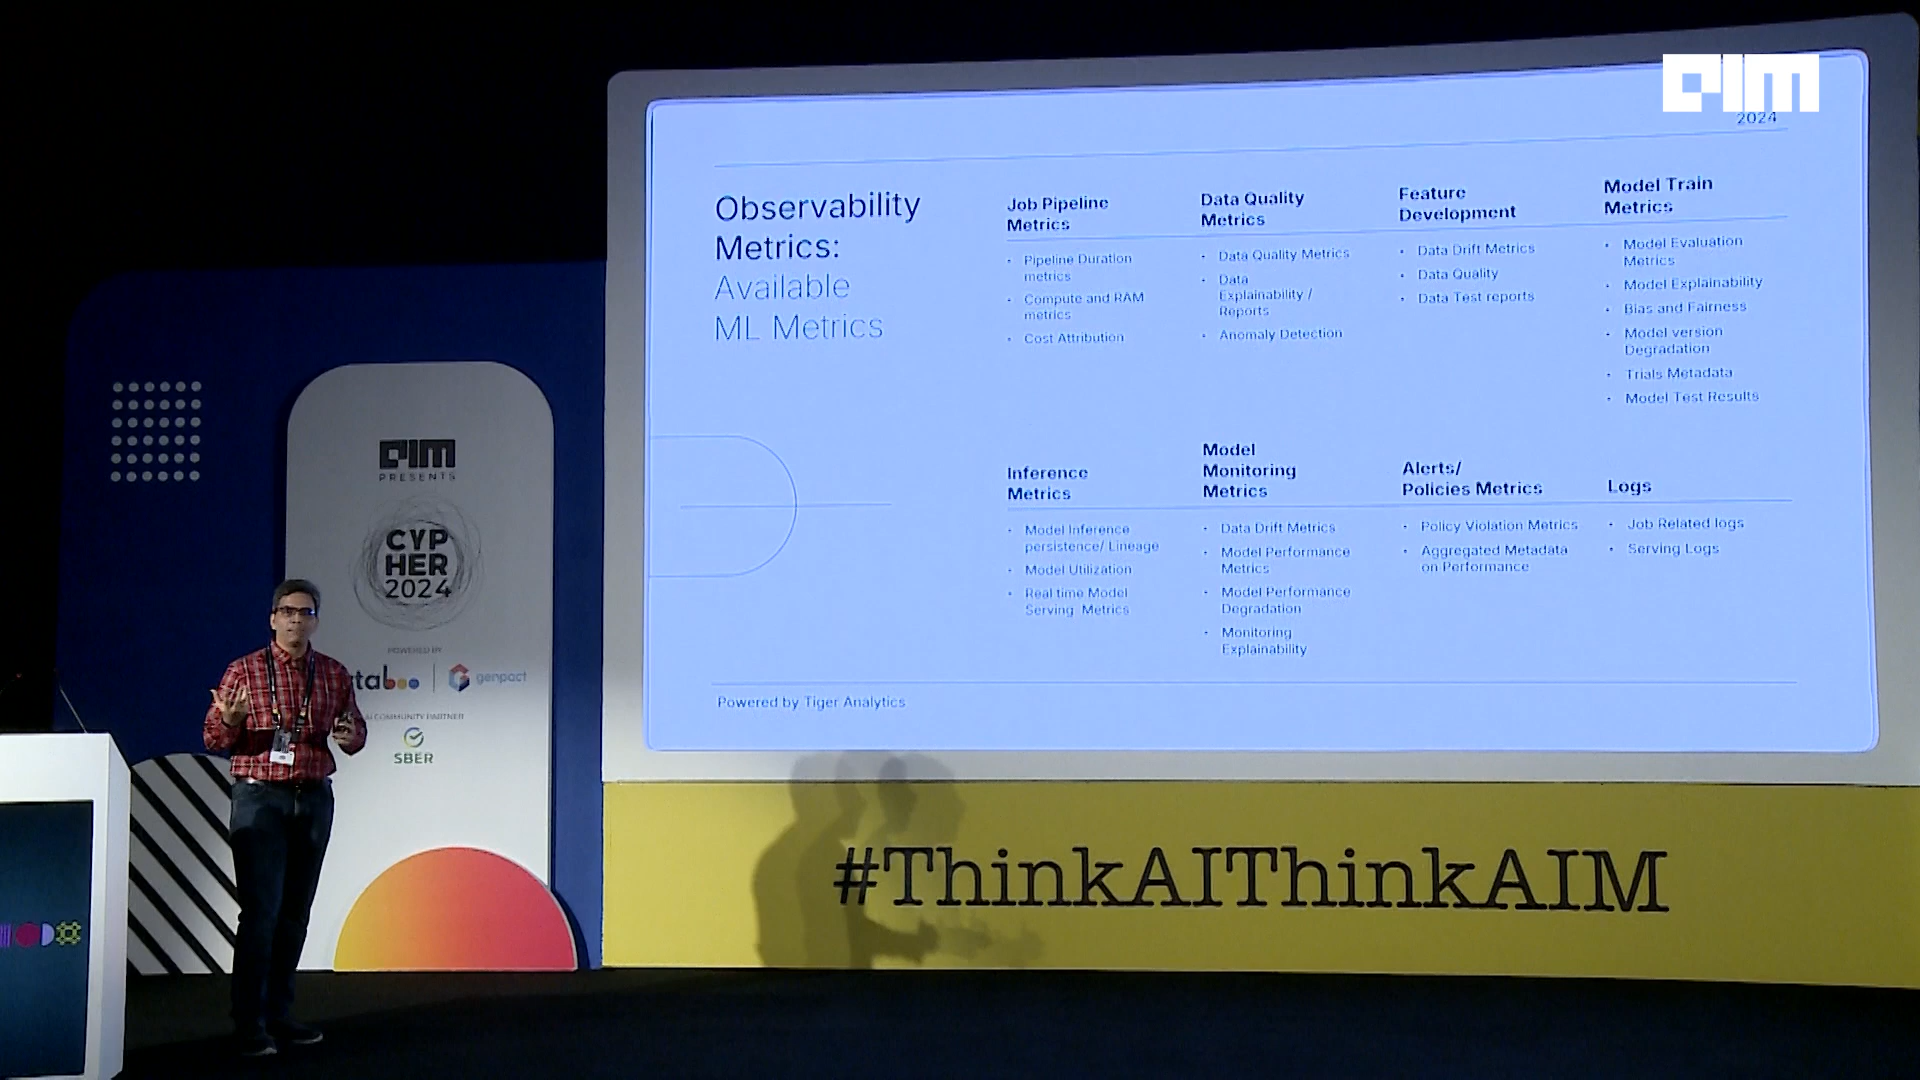 AIM
2024
Observability
Metrics:
Available
ML Metrics
Job Pipeline
Metrics
Pipeline Duration
metrics
Compute and RAM
metrics
Cost Attribution
Data Quality
Metrics
Data Quality Metrics
Data
Explainability /
Reports
Anomaly Detection
Feature
Development
Data Drift Metrics
Data Quality
Data Test reports
Model Train
Metrics
Model Evaluation
Metrics
Model Explainability
Bias and Fairness
Model version
Degradation
Trials Metadata
Model Test Results
Inference
Metrics
Model Inference
persistence/ Lineage
Model Utilization
Real time Model
Serving Metrics
Model
Monitoring
Metrics
Data Drift Metrics
Model Performance
Metrics
Model Performance
Degradation
Monitoring
Explainability
Alerts/
Policies Metrics
Policy Violation Metrics
Aggregated Metadata
on Performance
Logs
Job Related logs
Serving Logs
Powered by Tiger Analytics
AIM
PRESENTS
CYP
HER
2024
POWERED BY
genpact
AI COMMUNITY PARTNER
SBER
#ThinkAIThinkAIM